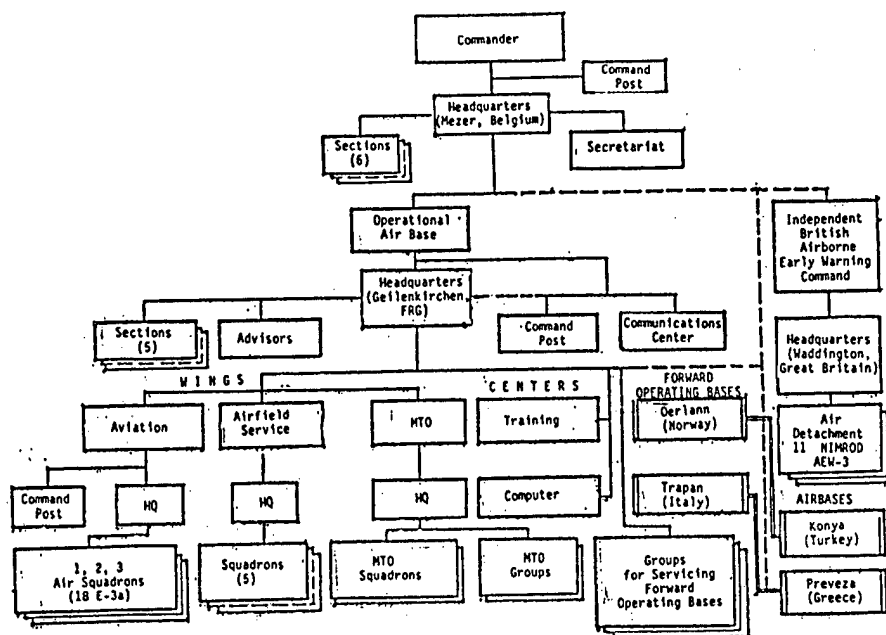 Commander
Command
Post
Headquarters
(Mezer, Belgium)
Sections
(6)
Secretariat
Operational
Air Base
Independent
British
Airborne
Early Warning
Command
Headquarters
(Geilenkirchen,
FRG)
Sections
(5)
Advisors
Command
Post
Communications
Center
Headquarters
(Waddington,
Great Britain)
WINGS
CENTERS
FORWARD
OPERATING BASES
Aviation
Airfield
Service
MTO
Training
Oerlann
(Norway)
Air
Detachment
11 NIMROD
AEW-3
Command
Post
HQ
HQ
HQ
Computer
Trapan
(Italy)
AIRBASES
Konya
(Turkey)
1, 2, 3
Air Squadrons
(18 E-3a)
Squadrons
(5)
MTO
Squadrons
MTO
Groups
Groups
for Servicing
Forward
Operating Bases
Preveza
(Greece)